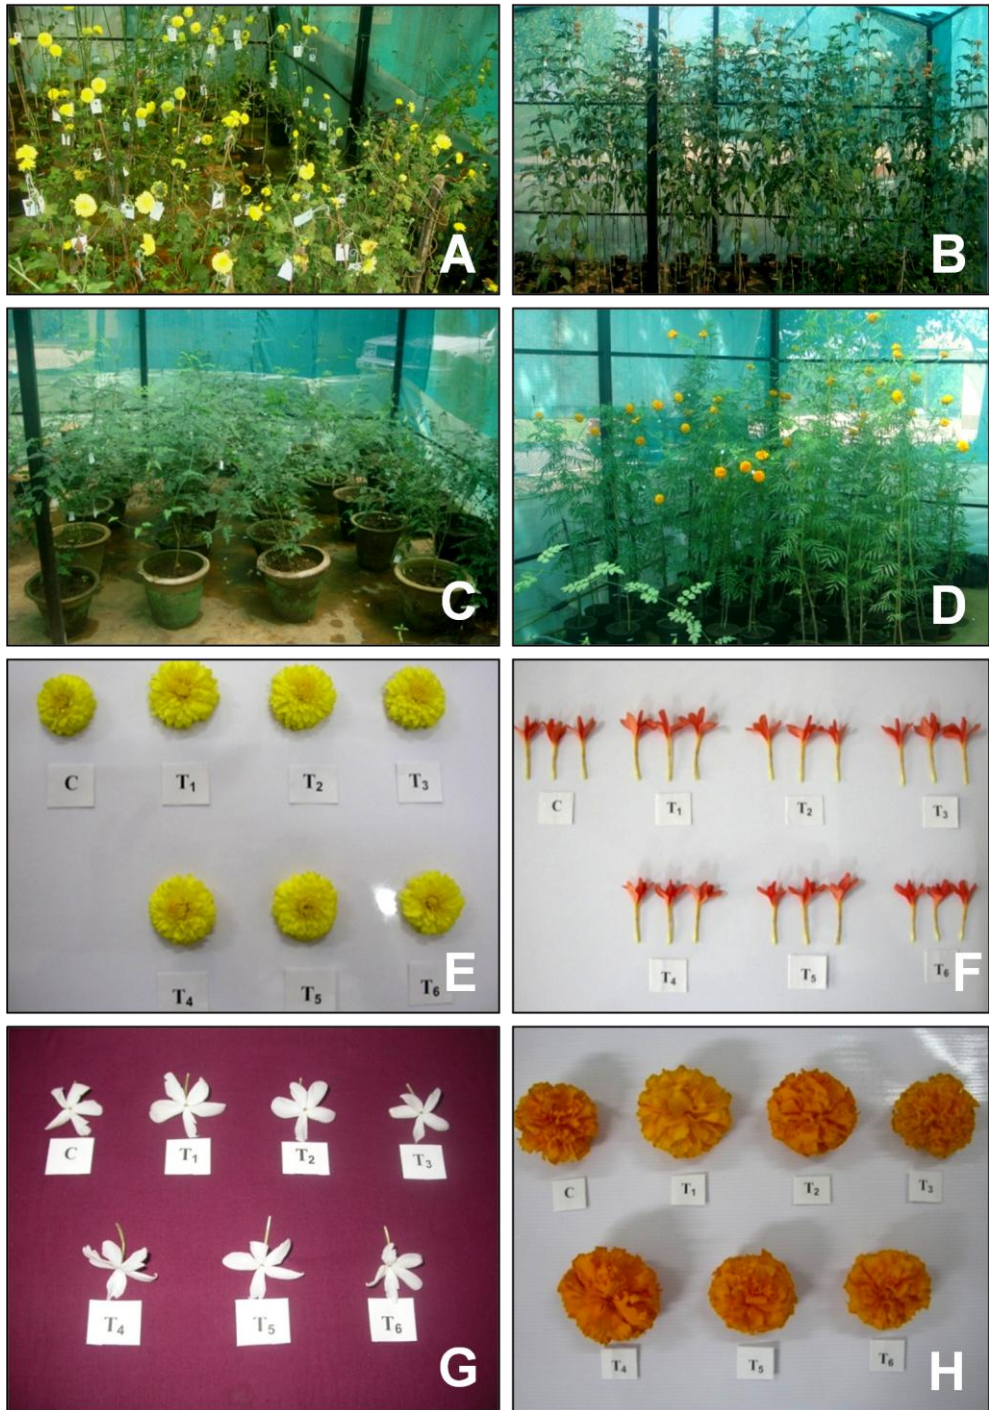 A
B
C
D
C T₁ T₂ T₃
T₄ T₅ T₆
E
C T₁ T₂ T₃
T₄ T₅ T₆
F
C T₁ T₂ T₃
T₄ T₅ T₆
G
C T₁ T₂ T₃
T₄ T₅ T₆
H